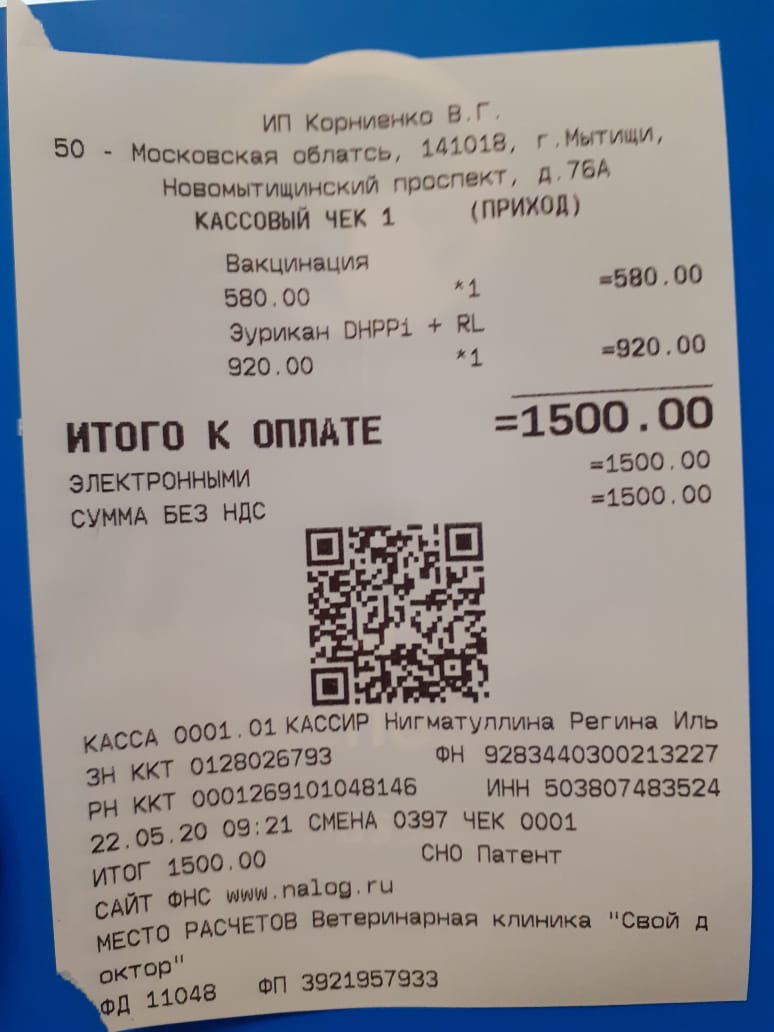 ИП Корниенко В.Г.
50 - Московская облатсь, 141018, г.Мытищи,
Новомытищинский проспект, д.76А
КАССОВЫЙ ЧЕК 1 (ПРИХОД)
Вакцинация
580.00 *1 =580.00
Эурикан DHPPi + RL
920.00 *1 =920.00
ИТОГО К ОПЛАТЕ =1500.00
ЭЛЕКТРОННЫМИ =1500.00
СУММА БЕЗ НДС =1500.00
КАССА 0001.01 КАССИР Нигматуллина Регина Иль
ЗН ККТ 0128026793 ФН 9283440300213227
РН ККТ 0001269101048146 ИНН 503807483524
22.05.20 09:21 СМЕНА 0397 ЧЕК 0001
ИТОГ 1500.00 СНО Патент
САЙТ ФНС www.nalog.ru
МЕСТО РАСЧЕТОВ Ветеринарная клиника "Свой д
октор"
ФД 11048 ФП 3921957933